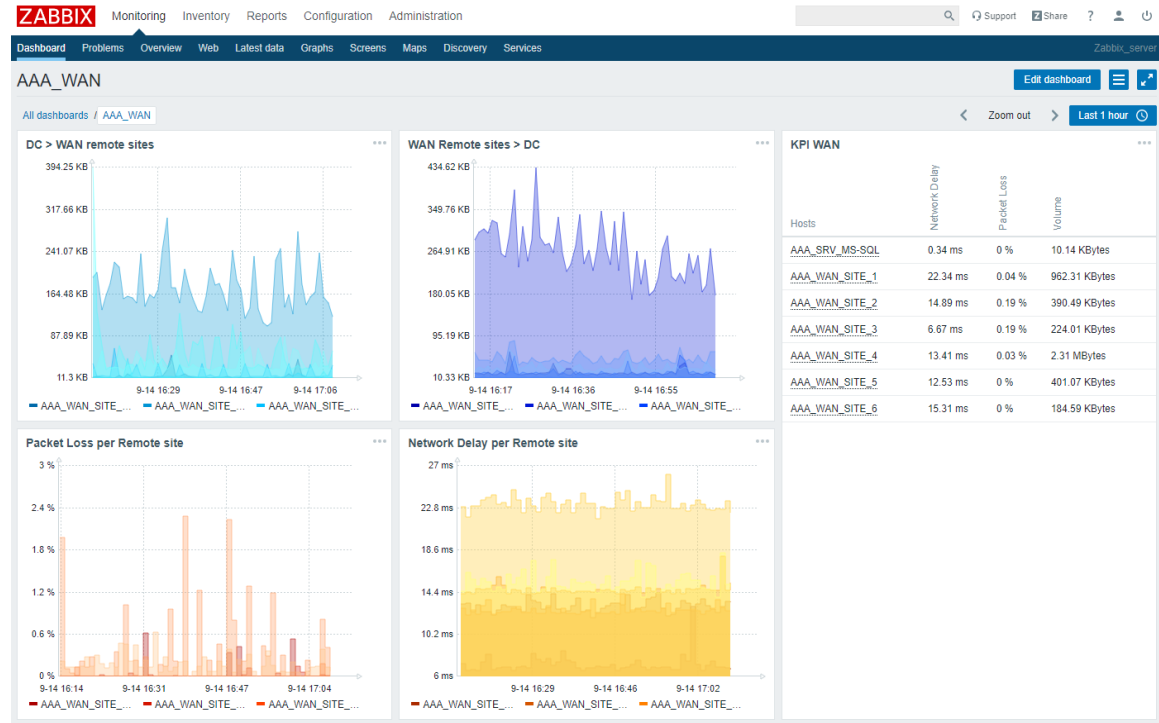 ZABBIX Monitoring Inventory Reports Configuration Administration Support Z Share ?
Dashboard Problems Overview Web Latest data Graphs Screens Maps Discovery Services Zabbix_server
AAA_WAN Edit dashboard
All dashboards / AAA_WAN Zoom out Last 1 hour
DC > WAN remote sites
394.25 KB
317.66 KB
241.07 KB
164.48 KB
87.89 KB
11.3 KB
9-14 16:29 9-14 16:47 9-14 17:06
AAA_WAN_SITE_... AAA_WAN_SITE_... AAA_WAN_SITE_...
WAN Remote sites > DC
434.62 KB
349.76 KB
264.91 KB
180.05 KB
95.19 KB
10.33 KB
9-14 16:17 9-14 16:36 9-14 16:55
AAA_WAN_SITE_... AAA_WAN_SITE_... AAA_WAN_SITE_...
KPI WAN
Hosts Network Delay Packet Loss Volume
AAA_SRV_MS-SQL 0.34 ms 0 % 10.14 KBytes
AAA_WAN_SITE_1 22.34 ms 0.04 % 962.31 KBytes
AAA_WAN_SITE_2 14.89 ms 0.19 % 390.49 KBytes
AAA_WAN_SITE_3 6.67 ms 0.19 % 224.01 KBytes
AAA_WAN_SITE_4 13.41 ms 0.03 % 2.31 MBytes
AAA_WAN_SITE_5 12.53 ms 0 % 401.07 KBytes
AAA_WAN_SITE_6 15.31 ms 0 % 184.59 KBytes
Packet Loss per Remote site
3 %
2.4 %
1.8 %
1.2 %
0.6 %
0 %
9-14 16:14 9-14 16:31 9-14 16:47 9-14 17:04
AAA_WAN_SITE_... AAA_WAN_SITE_... AAA_WAN_SITE_...
Network Delay per Remote site
27 ms
22.8 ms
18.6 ms
14.4 ms
10.2 ms
6 ms
9-14 16:29 9-14 16:46 9-14 17:02
AAA_WAN_SITE_... AAA_WAN_SITE_... AAA_WAN_SITE_...